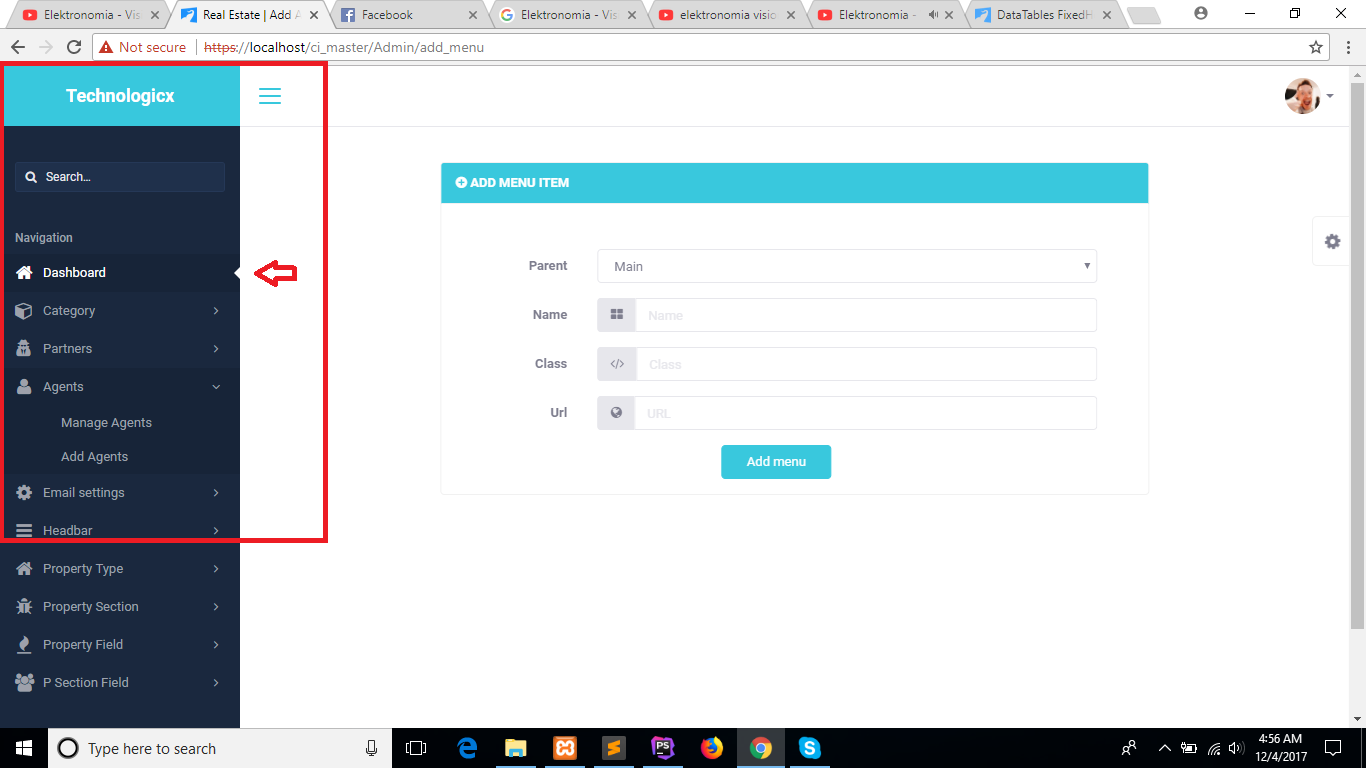 Elektronomia - Vis
Real Estate | Add A
Facebook
Elektronomia - Vis
elektronomia visio
Elektronomia -
DataTables FixedH
Not secure
https://localhost/ci_master/Admin/add_menu
Technologicx
Search...
Navigation
Dashboard
Category
Partners
Agents
Manage Agents
Add Agents
Email settings
Headbar
Property Type
Property Section
Property Field
P Section Field
ADD MENU ITEM
Parent
Main
Name
Name
Class
Class
Url
URL
Add menu
Type here to search
PS
4:56 AM
12/4/2017